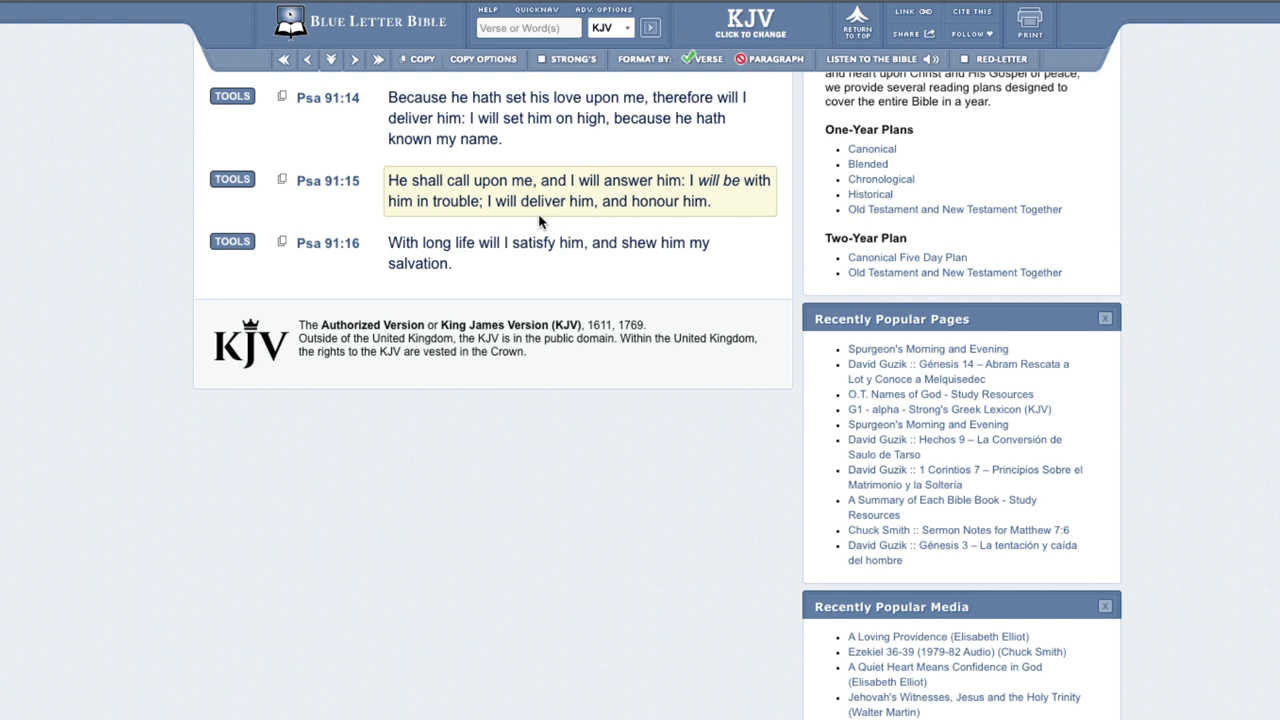 BLUE LETTER BIBLE
HELP QUICKNAV ADV. OPTIONS
Verse or Word(s) KJV
KJV
CLICK TO CHANGE
RETURN
TO TOP
LINK CITE THIS
SHARE FOLLOW
PRINT
COPY COPY OPTIONS STRONG'S FORMAT BY: VERSE PARAGRAPH LISTEN TO THE BIBLE RED-LETTER
TOOLS Psa 91:14 Because he hath set his love upon me, therefore will I
deliver him: I will set him on high, because he hath
known my name.
TOOLS Psa 91:15 He shall call upon me, and I will answer him: I will be with
him in trouble; I will deliver him, and honour him.
TOOLS Psa 91:16 With long life will I satisfy him, and shew him my
salvation.
KJV
The Authorized Version or King James Version (KJV), 1611, 1769.
Outside of the United Kingdom, the KJV is in the public domain. Within the United Kingdom,
the rights to the KJV are vested in the Crown.
and heart upon Christ and His Gospel of peace,
we provide several reading plans designed to
cover the entire Bible in a year.
One-Year Plans
Canonical
Blended
Chronological
Historical
Old Testament and New Testament Together
Two-Year Plan
Canonical Five Day Plan
Old Testament and New Testament Together
Recently Popular Pages x
Spurgeon's Morning and Evening
David Guzik :: Génesis 14 – Abram Rescata a
Lot y Conoce a Melquisedec
O.T. Names of God - Study Resources
G1 - alpha - Strong's Greek Lexicon (KJV)
Spurgeon's Morning and Evening
David Guzik :: Hechos 9 – La Conversión de
Saulo de Tarso
David Guzik :: 1 Corintios 7 – Principios Sobre el
Matrimonio y la Soltería
A Summary of Each Bible Book - Study
Resources
Chuck Smith :: Sermon Notes for Matthew 7:6
David Guzik :: Génesis 3 – La tentación y caída
del hombre
Recently Popular Media x
A Loving Providence (Elisabeth Elliot)
Ezekiel 36-39 (1979-82 Audio) (Chuck Smith)
A Quiet Heart Means Confidence in God
(Elisabeth Elliot)
Jehovah's Witnesses, Jesus and the Holy Trinity
(Walter Martin)